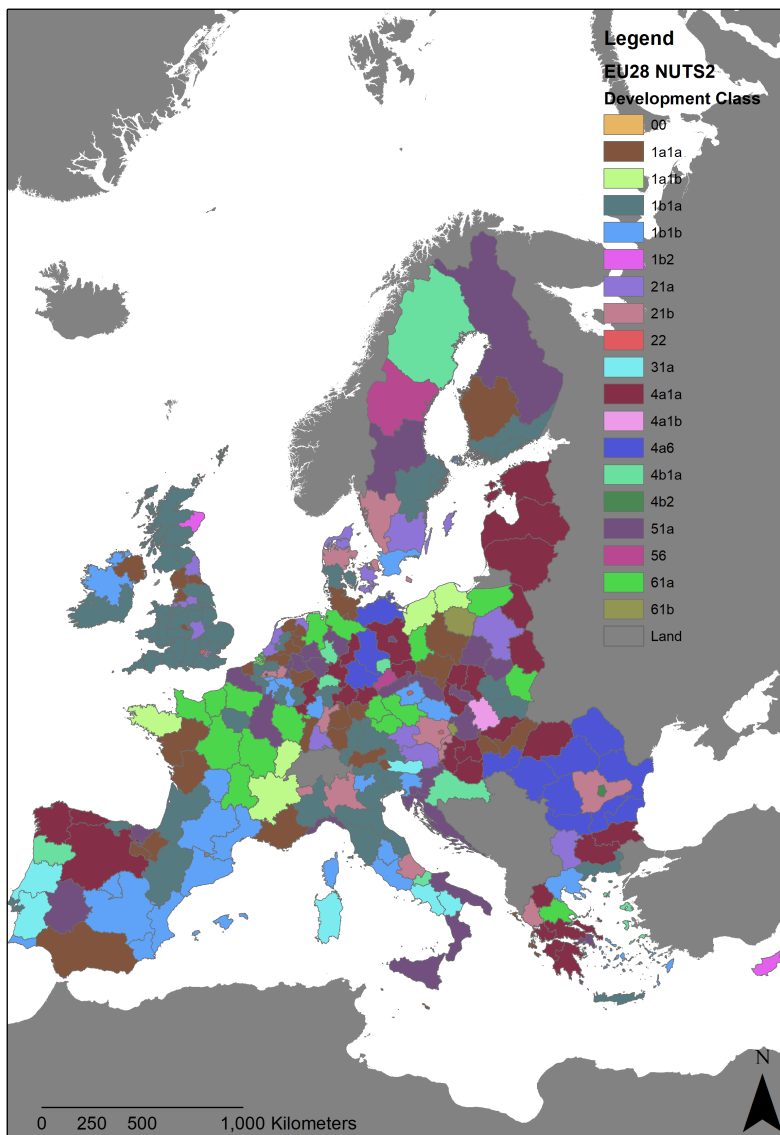 Legend
EU28 NUTS2
Development Class
00
1a1a
1a1b
1b1a
1b1b
1b2
21a
21b
22
31a
4a1a
4a1b
4a6
4b1a
4b2
51a
56
61a
61b
Land
N
0 250 500 1,000 Kilometers